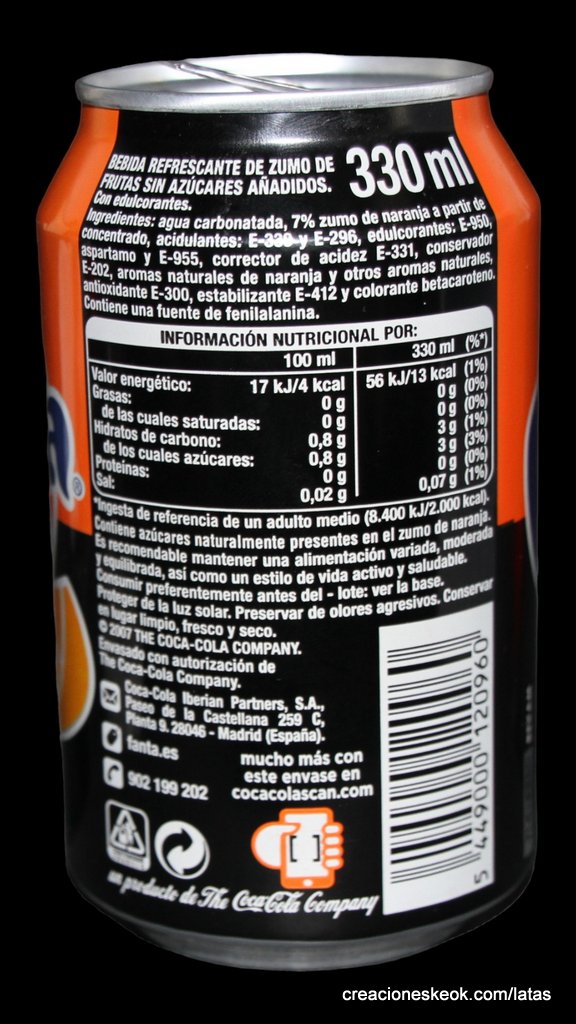 BEBIDA REFRESCANTE DE ZUMO DE
FRUTAS SIN AZÚCARES AÑADIDOS.
330 ml
Con edulcorantes.
Ingredientes: agua carbonatada, 7% zumo de naranja a partir de
concentrado, acidulantes: E-330 y E-296, edulcorantes: E-950,
aspartamo y E-955, corrector de acidez E-331, conservador
E-202, aromas naturales de naranja y otros aromas naturales,
antioxidante E-300, estabilizante E-412 y colorante betacaroteno.
Contiene una fuente de fenilalanina.
INFORMACIÓN NUTRICIONAL POR:
100 ml 330 ml (%*)
Valor energético: 17 kJ/4 kcal 56 kJ/13 kcal (1%)
Grasas: 0 g 0 g (0%)
de las cuales saturadas: 0 g 0 g (0%)
Hidratos de carbono: 0,8 g 3 g (1%)
de los cuales azúcares: 0,8 g 3 g (3%)
Proteínas: 0 g 0 g (0%)
Sal: 0,02 g 0,07 g (1%)
*Ingesta de referencia de un adulto medio (8.400 kJ/2.000 kcal).
Contiene azúcares naturalmente presentes en el zumo de naranja.
Es recomendable mantener una alimentación variada, moderada
y equilibrada, así como un estilo de vida activo y saludable.
Consumir preferentemente antes del - lote: ver la base.
Proteger de la luz solar. Preservar de olores agresivos. Conservar
en lugar limpio, fresco y seco.
© 2007 THE COCA-COLA COMPANY.
Envasado con autorización de
The Coca-Cola Company.
Coca-Cola Iberian Partners, S.A.,
Paseo de la Castellana 259 C,
Planta 9. 28046 - Madrid (España).
fanta.es
902 199 202
mucho más con
este envase en
cocacolascan.com
un producto de The Coca-Cola Company
5 449000 120960
a®
creacioneskeok.com/latas